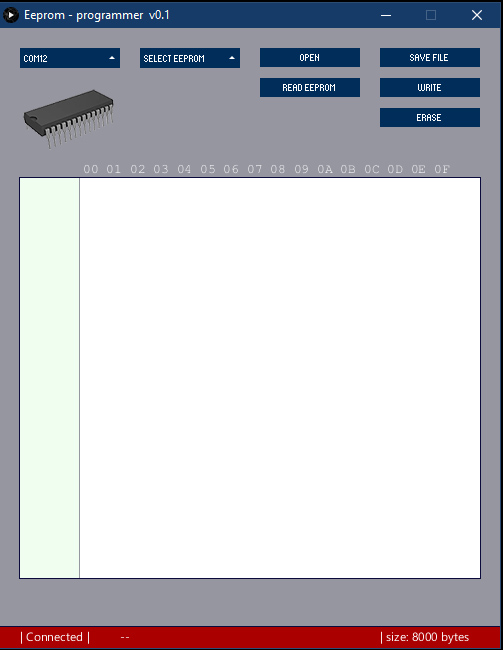 Eeprom - programmer v0.1
COM12 SELECT EEPROM OPEN SAVE FILE
READ EEPROM WRITE
ERASE
00 01 02 03 04 05 06 07 08 09 0A 0B 0C 0D 0E 0F
| Connected | -- | size: 8000 bytes